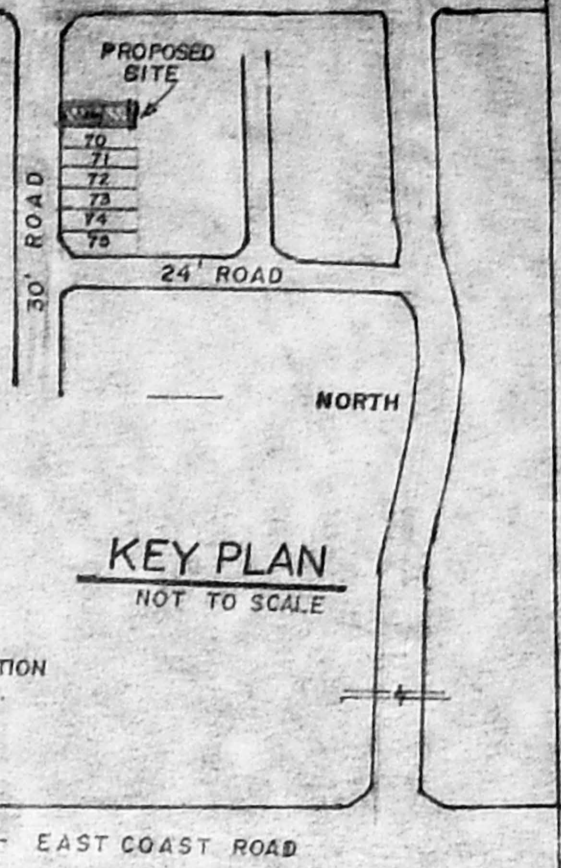 PROPOSED
SITE
70
71
72
73
74
75
30' ROAD
24' ROAD
NORTH
KEY PLAN
NOT TO SCALE
TION
EAST COAST ROAD